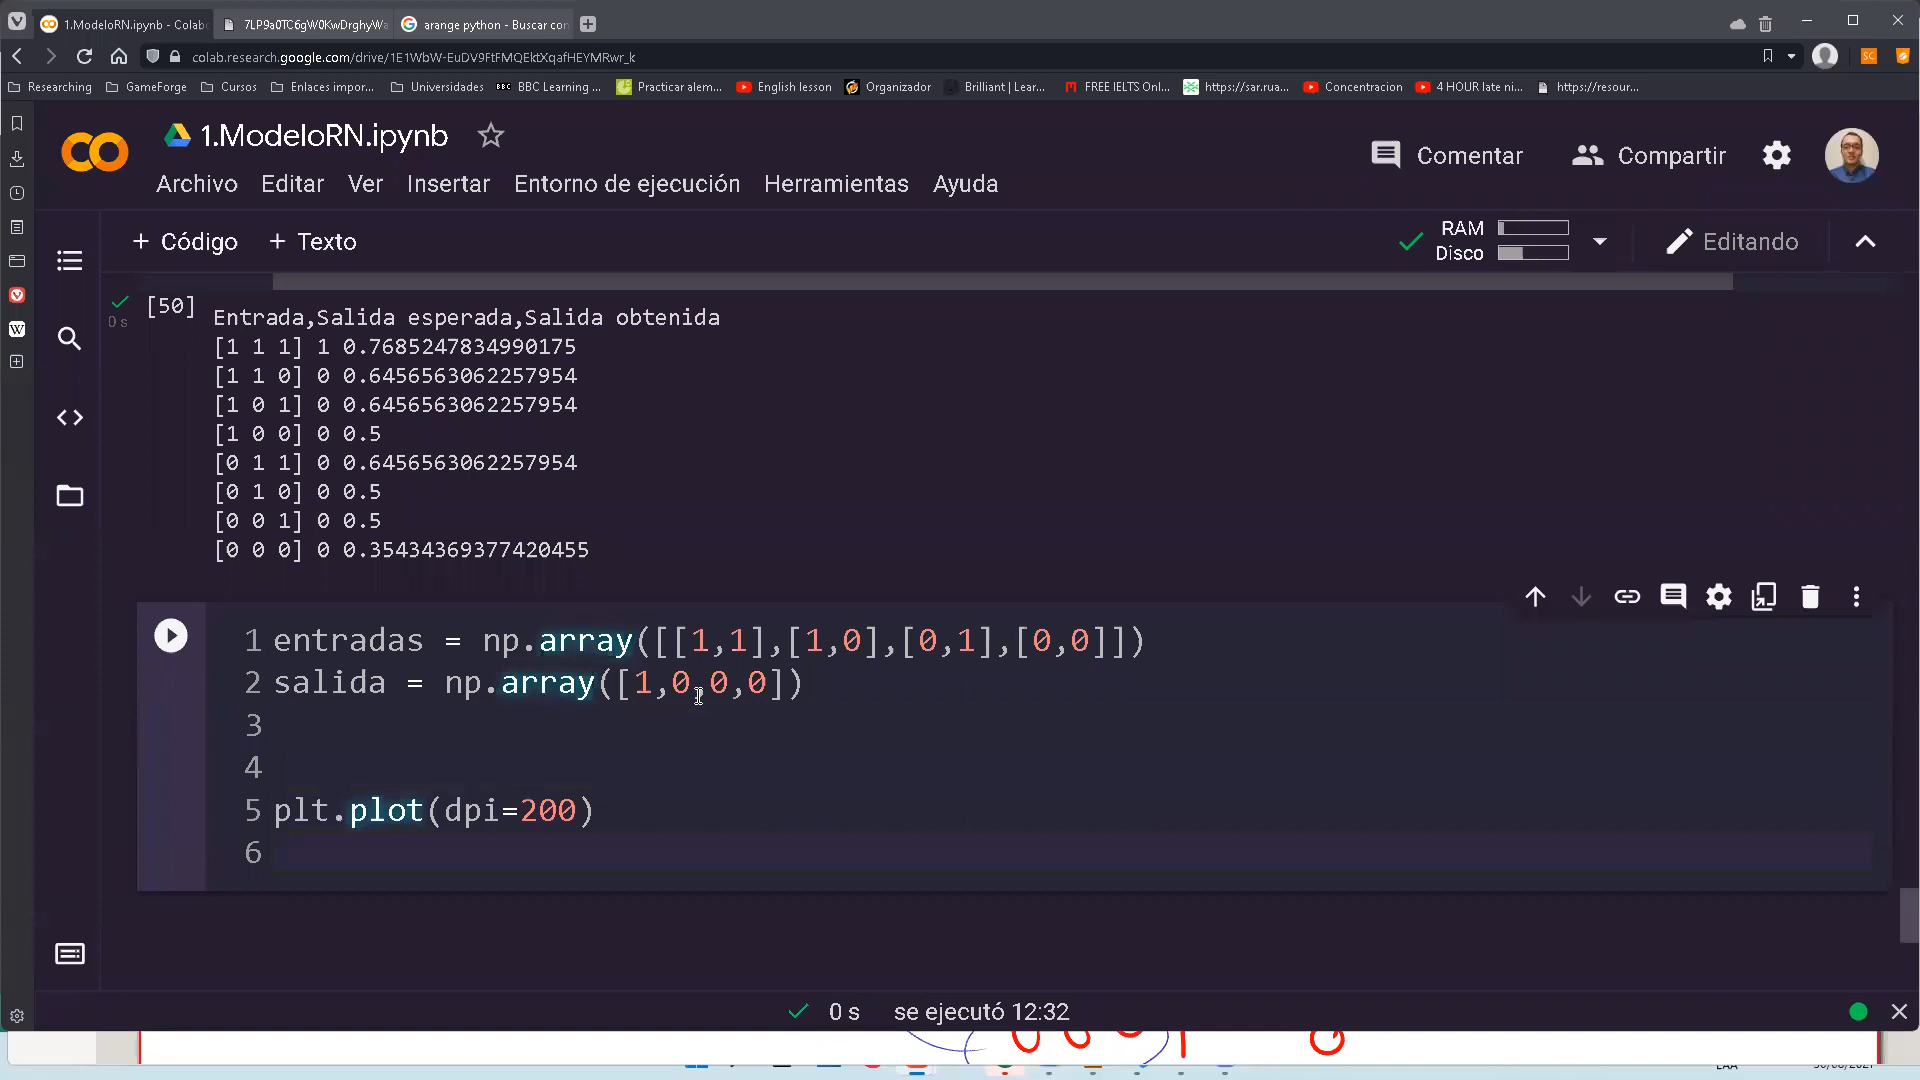 1.ModeloRN.ipynb - Colab
7LP9a0TC6gW0KwDrghyWa
arange python - Buscar con
colab.research.google.com/drive/1E1WbW-EuDV9FtFMQEktXqafHEYMRwr_k
Researching GameForge Cursos Enlaces impor... Universidades BBC BBC Learning ... Practicar alem... English lesson Organizador Brilliant | Lear... FREE IELTS Onl... https://sar.rua... Concentracion 4 HOUR late ni... https://resour...
1.ModeloRN.ipynb
Comentar Compartir
Archivo Editar Ver Insertar Entorno de ejecución Herramientas Ayuda
+ Código + Texto
RAM
Disco
Editando
[50]
0 s
Entrada,Salida esperada,Salida obtenida
[1 1 1] 1 0.7685247834990175
[1 1 0] 0 0.6456563062257954
[1 0 1] 0 0.6456563062257954
[1 0 0] 0 0.5
[0 1 1] 0 0.6456563062257954
[0 1 0] 0 0.5
[0 0 1] 0 0.5
[0 0 0] 0 0.35434369377420455
1 entradas = np.array([[1,1],[1,0],[0,1],[0,0]])
2 salida = np.array([1,0,0,0])
3
4
5 plt.plot(dpi=200)
6
0 s se ejecutó 12:32